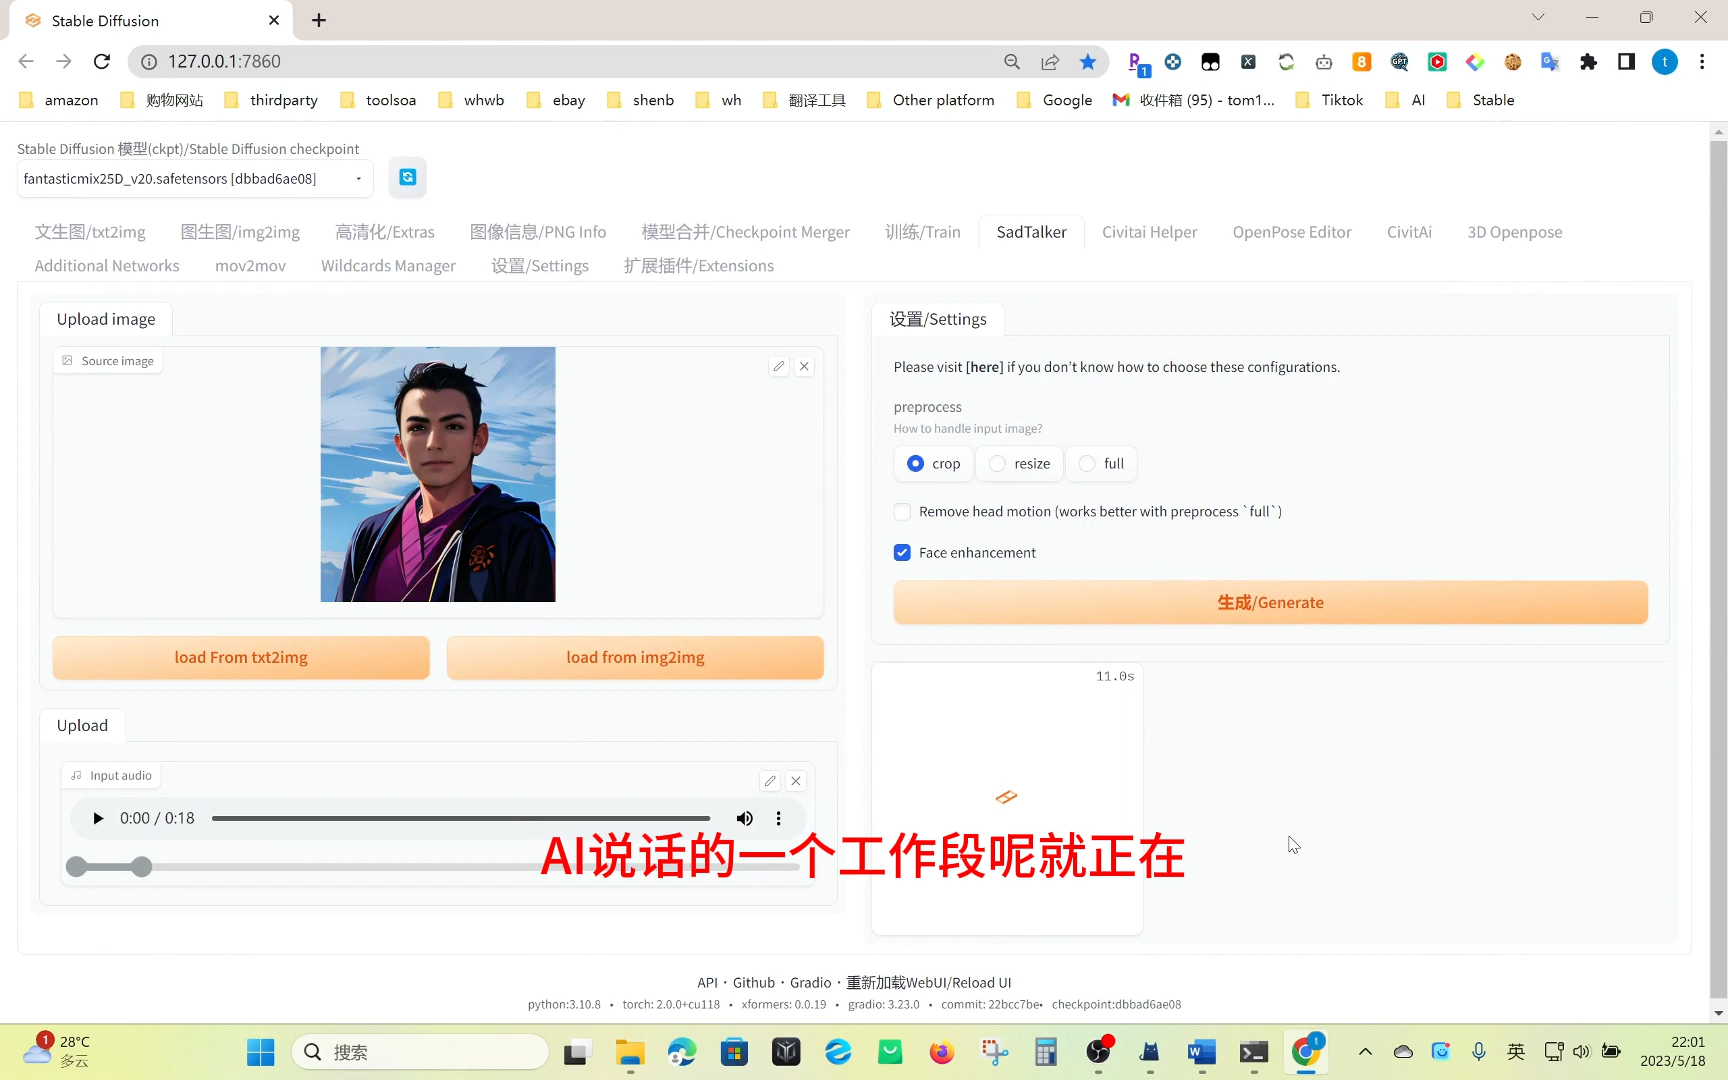 Stable Diffusion
127.0.0.1:7860
amazon 购物网站 thirdparty toolsoa whwb ebay shenb wh 翻译工具 Other platform Google 收件箱 (95) - tom1... Tiktok AI Stable
Stable Diffusion 模型(ckpt)/Stable Diffusion checkpoint
fantasticmix25D_v20.safetensors [dbbad6ae08]
文生图/txt2img 图生图/img2img 高清化/Extras 图像信息/PNG Info 模型合并/Checkpoint Merger 训练/Train SadTalker Civitai Helper OpenPose Editor CivitAi 3D Openpose
Additional Networks mov2mov Wildcards Manager 设置/Settings 扩展插件/Extensions
Upload image
Source image
load From txt2img load from img2img
Upload
Input audio
0:00 / 0:18
设置/Settings
Please visit [here] if you don't know how to choose these configurations.
preprocess
How to handle input image?
crop resize full
Remove head motion (works better with preprocess `full`)
Face enhancement
生成/Generate
11.0s
AI说话的一个工作段呢就正在
API · Github · Gradio · 重新加载WebUI/Reload UI
python:3.10.8 • torch: 2.0.0+cu118 • xformers: 0.0.19 • gradio: 3.23.0 • commit: 22bcc7be• checkpoint:dbbad6ae08
1 28°C
多云
搜索
英
22:01
2023/5/18